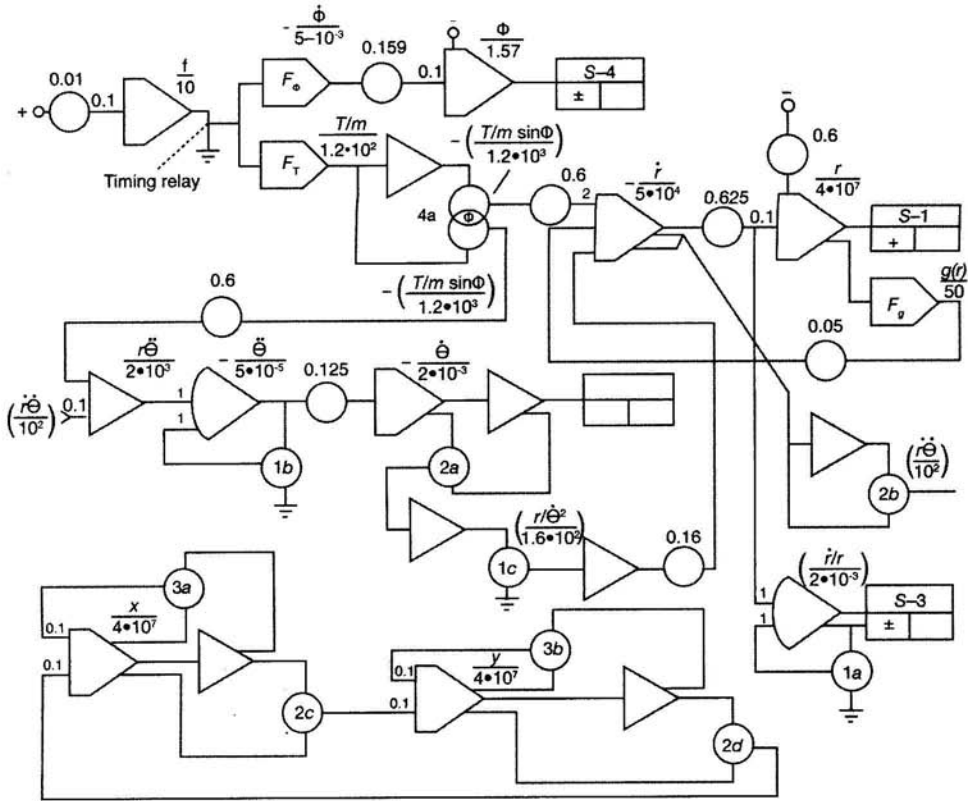 - Φ̇ / 5–10⁻³
0.159
Φ / 1.57
–
0.01
0.1
f / 10
F_Φ
0.1
S–4
±
+
Timing relay
F_T
T/m / 1.2•10²
-(T/m sinΦ / 1.2•10³)
4a
Φ
0.6
2
- ṙ / 5•10⁴
0.625
0.1
–
0.6
r / 4•10⁷
S–1
+
g(r) / 50
F_g
0.05
0.6
-(T/m sinΦ / 1.2•10³)
(ṙΘ̇ / 10²)
0.1
rΘ̈ / 2•10³
1
1
- Θ̈ / 5•10⁻⁵
0.125
1b
- Θ̇ / 2•10⁻³
2a
(r/Θ̇² / 1.6•10²)
1c
0.16
2b
(rΘ̈ / 10²)
(ṙ/r / 2•10⁻³)
1
1
S–3
±
1a
3a
0.1
x / 4•10⁷
0.1
2c
3b
0.1
y / 4•10⁷
0.1
2d